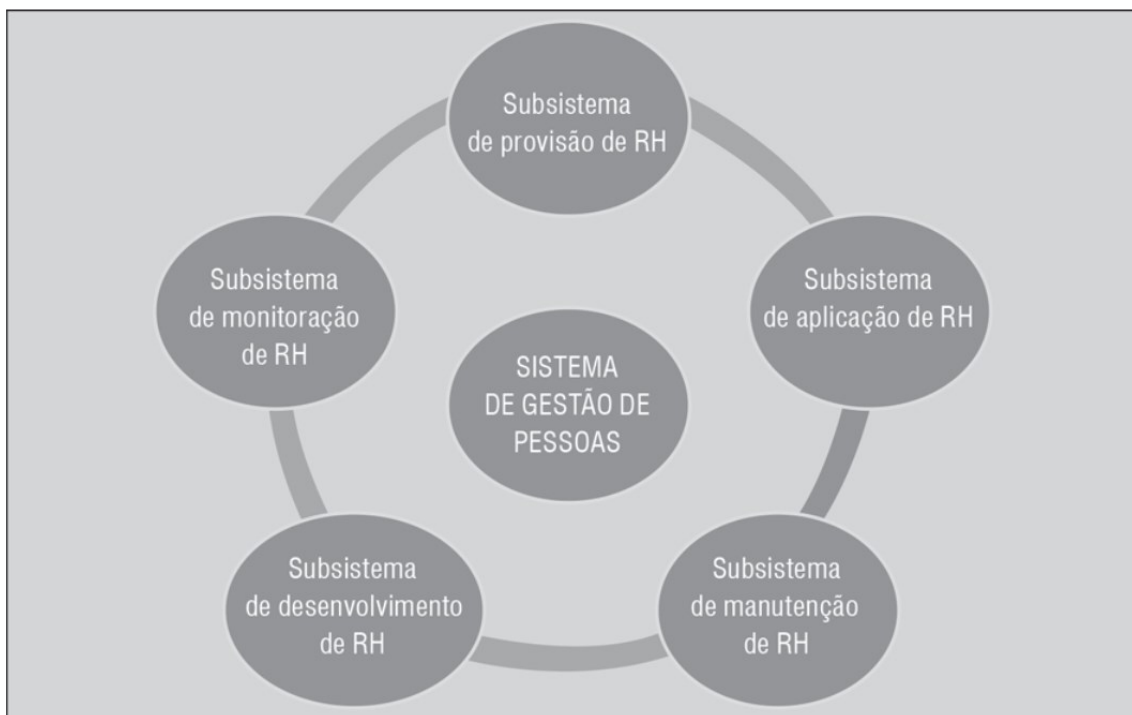 Subsistema
de provisão de RH
Subsistema
de aplicação de RH
Subsistema
de manutenção
de RH
Subsistema
de desenvolvimento
de RH
Subsistema
de monitoração
de RH
SISTEMA
DE GESTÃO DE
PESSOAS